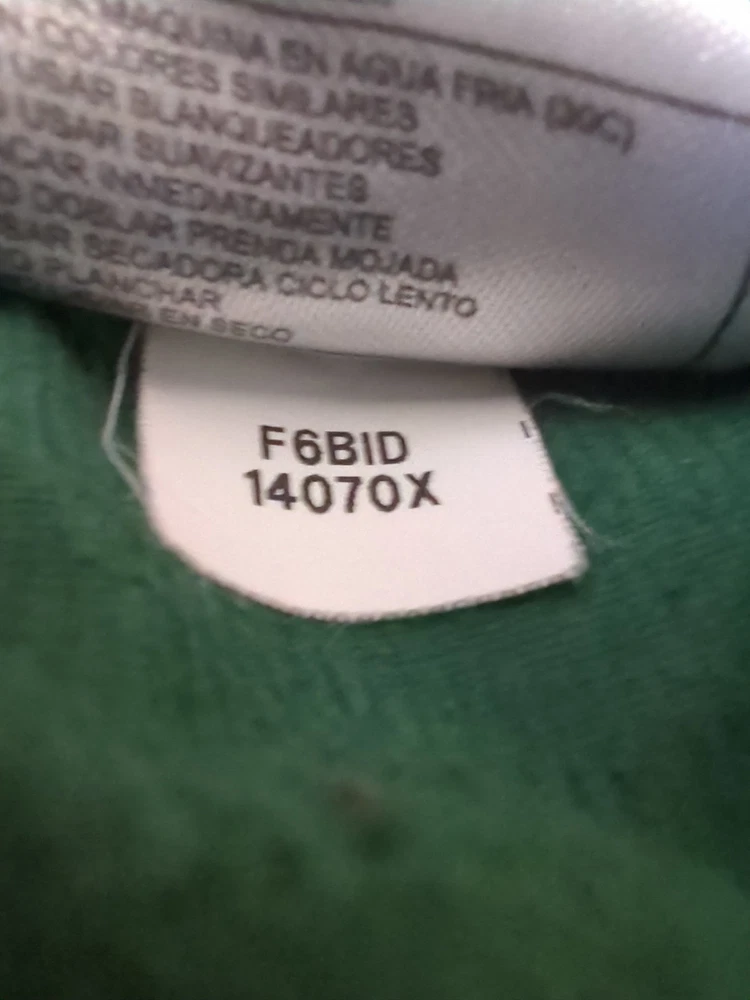 MAQUINA EN AGUA FRIA (30C)
COLORES SIMILARES
USAR BLANQUEADORES
USAR SUAVIZANTES
INMEDIATAMENTE
DOBLAR PRENDA MOJADA
SECADORA CICLO LENTO
PLANCHAR
EN SECO
F6BID
14070X